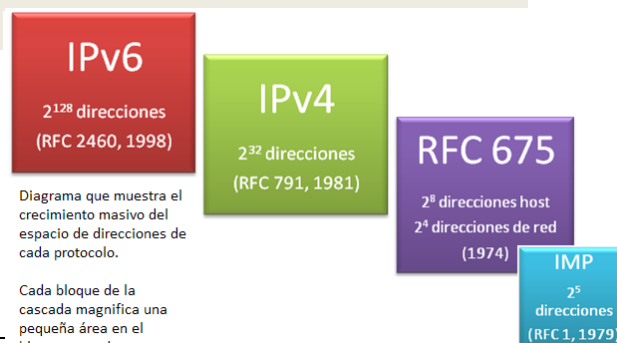 IPv6
2¹²⁸ direcciones
(RFC 2460, 1998)
IPv4
2³² direcciones
(RFC 791, 1981)
RFC 675
2⁸ direcciones host
2⁴ direcciones de red
(1974)
IMP
2⁵
direcciones
(RFC 1, 1979)
Diagrama que muestra el
crecimiento masivo del
espacio de direcciones de
cada protocolo.
Cada bloque de la
cascada magnifica una
pequeña área en el